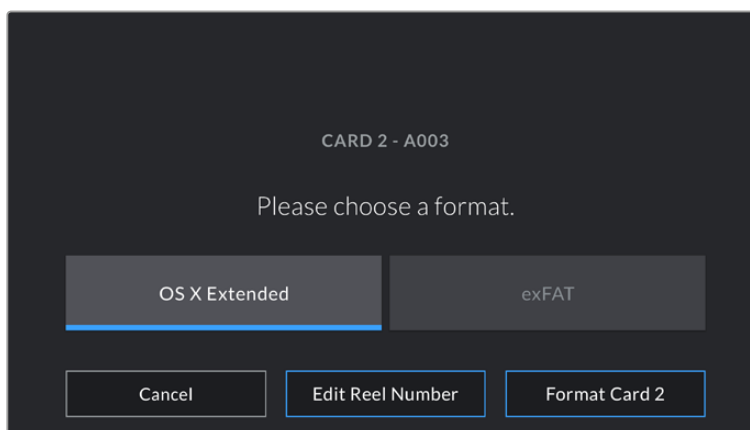 CARD 2 - A003
Please choose a format.
OS X Extended exFAT
Cancel Edit Reel Number Format Card 2